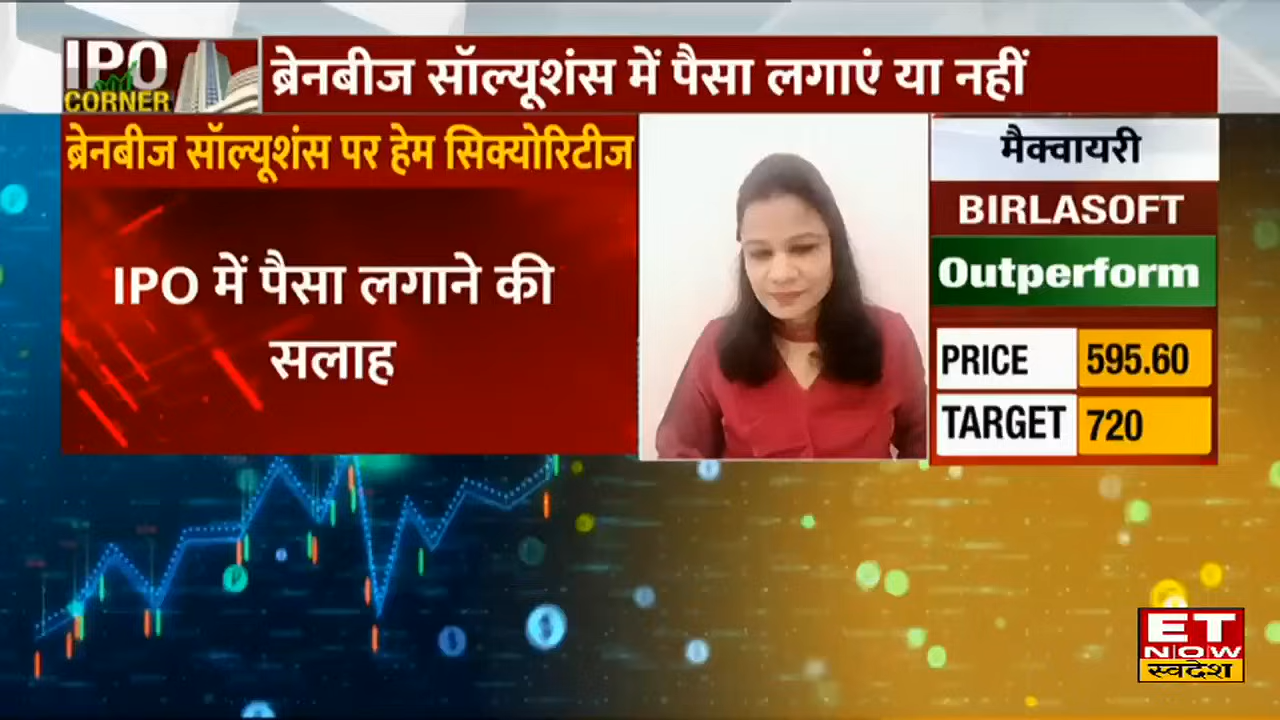 IPO
CORNER
ब्रेनबीज सॉल्यूशंस में पैसा लगाएं या नहीं
ब्रेनबीज सॉल्यूशंस पर हेम सिक्योरिटीज
IPO में पैसा लगाने की
सलाह
मैक्वायरी
BIRLASOFT
Outperform
PRICE 595.60
TARGET 720
ET
NOW
स्वदेश